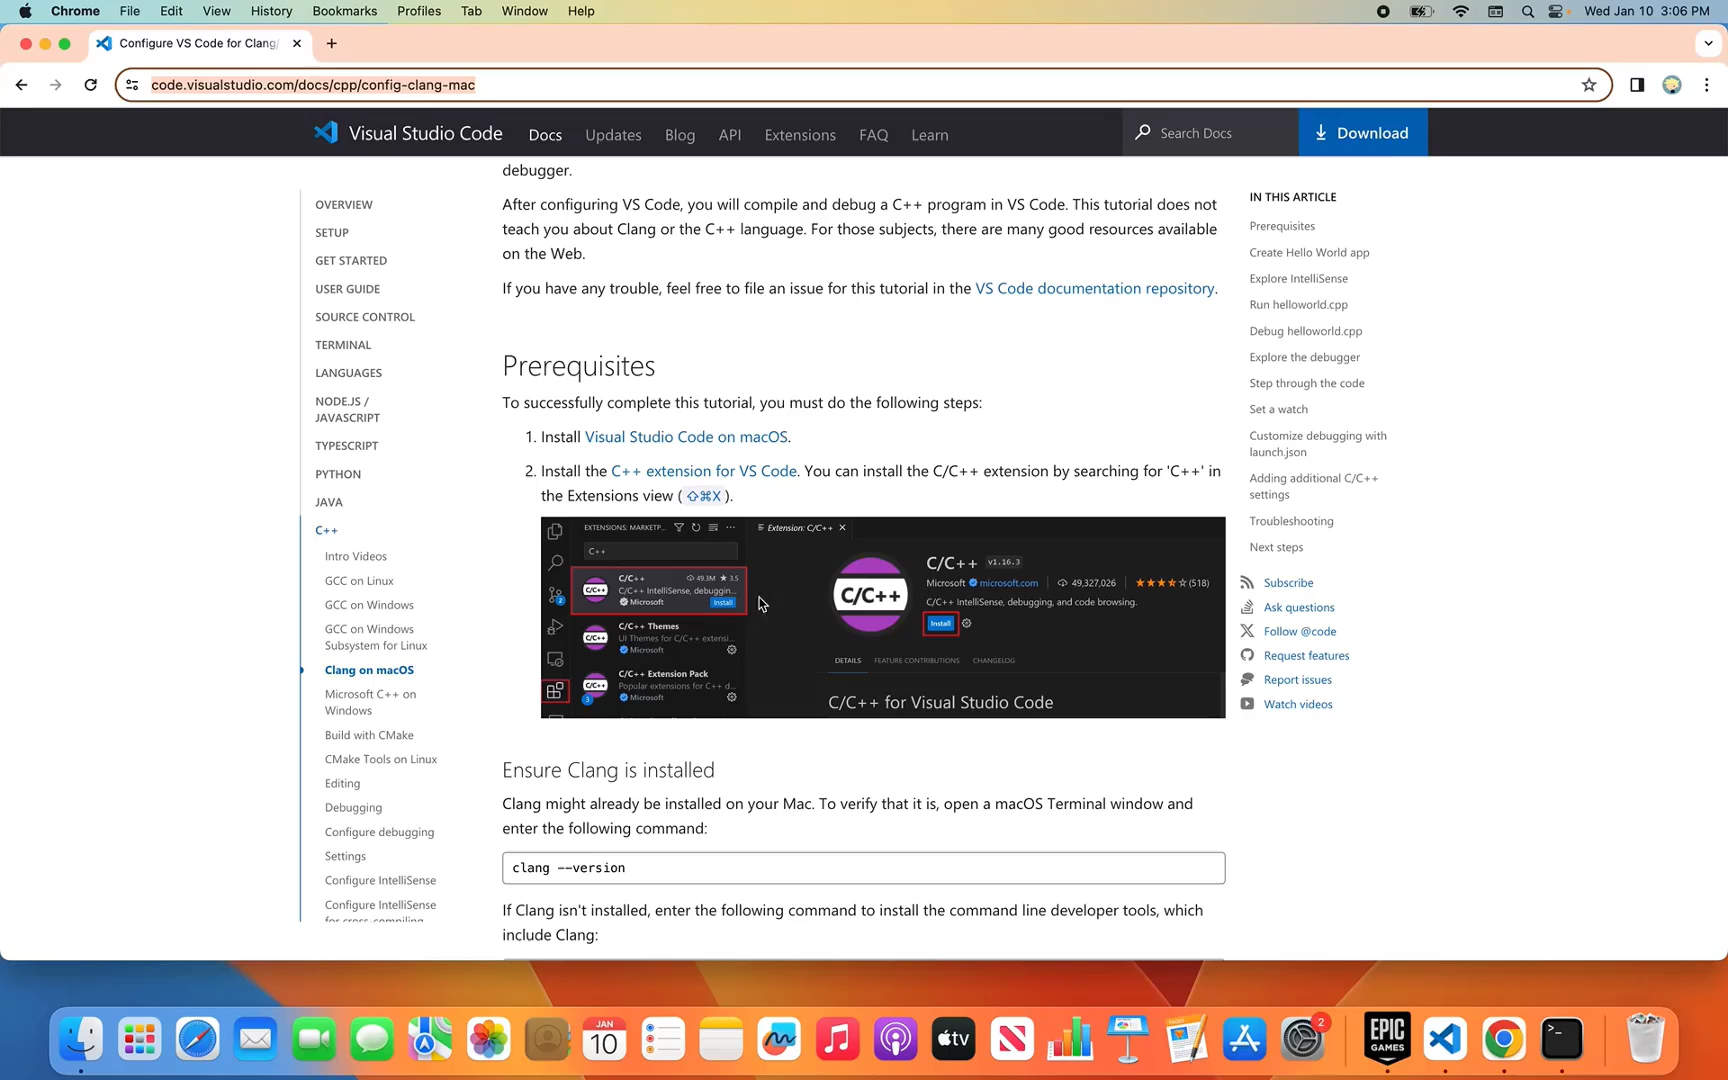 Chrome File Edit View History Bookmarks Profiles Tab Window Help Wed Jan 10 3:06 PM
Configure VS Code for Clang/
code.visualstudio.com/docs/cpp/config-clang-mac
Visual Studio Code Docs Updates Blog API Extensions FAQ Learn Search Docs Download
OVERVIEW
SETUP
GET STARTED
USER GUIDE
SOURCE CONTROL
TERMINAL
LANGUAGES
NODE.JS /
JAVASCRIPT
TYPESCRIPT
PYTHON
JAVA
C++
Intro Videos
GCC on Linux
GCC on Windows
GCC on Windows
Subsystem for Linux
Clang on macOS
Microsoft C++ on
Windows
Build with CMake
CMake Tools on Linux
Editing
Debugging
Configure debugging
Settings
Configure IntelliSense
Configure IntelliSense
for cross-compiling
debugger.
After configuring VS Code, you will compile and debug a C++ program in VS Code. This tutorial does not
teach you about Clang or the C++ language. For those subjects, there are many good resources available
on the Web.
If you have any trouble, feel free to file an issue for this tutorial in the VS Code documentation repository.
Prerequisites
To successfully complete this tutorial, you must do the following steps:
1. Install Visual Studio Code on macOS.
2. Install the C++ extension for VS Code. You can install the C/C++ extension by searching for 'C++' in
the Extensions view (⇧⌘X).
EXTENSIONS: MARKETP...
C++
C/C++ 49.3M ★ 3.5
C/C++ IntelliSense, debuggin...
Microsoft Install
C/C++ Themes
UI Themes for C/C++ extensi...
Microsoft
C/C++ Extension Pack
Popular extensions for C++ d...
Microsoft
3
2
Extension: C/C++
C/C++
C/C++ v1.16.3
Microsoft microsoft.com 49,327,026 (518)
C/C++ IntelliSense, debugging, and code browsing.
Install
DETAILS FEATURE CONTRIBUTIONS CHANGELOG
C/C++ for Visual Studio Code
Ensure Clang is installed
Clang might already be installed on your Mac. To verify that it is, open a macOS Terminal window and
enter the following command:
clang --version
If Clang isn't installed, enter the following command to install the command line developer tools, which
include Clang:
IN THIS ARTICLE
Prerequisites
Create Hello World app
Explore IntelliSense
Run helloworld.cpp
Debug helloworld.cpp
Explore the debugger
Step through the code
Set a watch
Customize debugging with
launch.json
Adding additional C/C++
settings
Troubleshooting
Next steps
Subscribe
Ask questions
Follow @code
Request features
Report issues
Watch videos
JAN
10
tv
2
EPIC
GAMES
>_